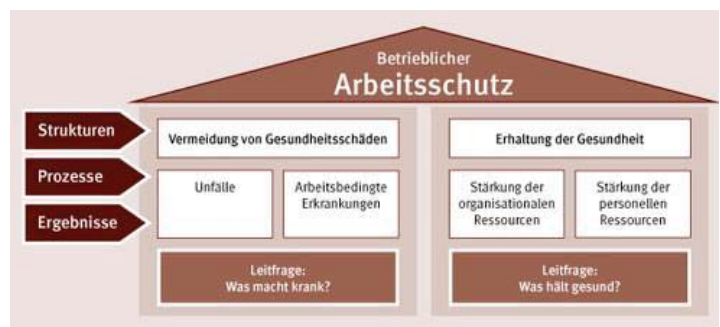 Betrieblicher
Arbeitsschutz
Strukturen
Prozesse
Ergebnisse
Vermeidung von Gesundheitsschäden
Unfälle
Arbeitsbedingte
Erkrankungen
Leitfrage:
Was macht krank?
Erhaltung der Gesundheit
Stärkung der
organisationalen
Ressourcen
Stärkung der
personellen
Ressourcen
Leitfrage:
Was hält gesund?